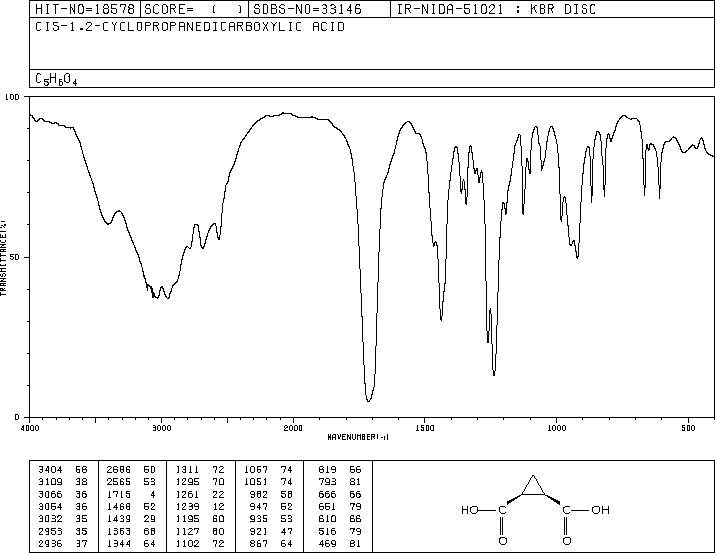 HIT-NO=18578 SCORE= ( ) SDBS-NO=33146 IR-NIDA-51021 : KBR DISC
CIS-1,2-CYCLOPROPANEDICARBOXYLIC ACID
C5H6O4
100
50
0
TRANSMITTANCE(%)
4000 3000 2000 1500 1000 500
WAVENUMBER(-1)
3404 58 2686 50 1311 72 1067 74 819 66
3109 38 2565 53 1295 70 1051 74 793 81
3066 36 1715 4 1261 22 982 58 666 66
3054 36 1468 52 1239 12 947 52 651 79
3032 35 1439 29 1195 60 935 53 610 66
2953 35 1363 68 1127 60 921 47 516 79
2936 37 1344 64 1102 72 867 64 469 81
HO OH
O O